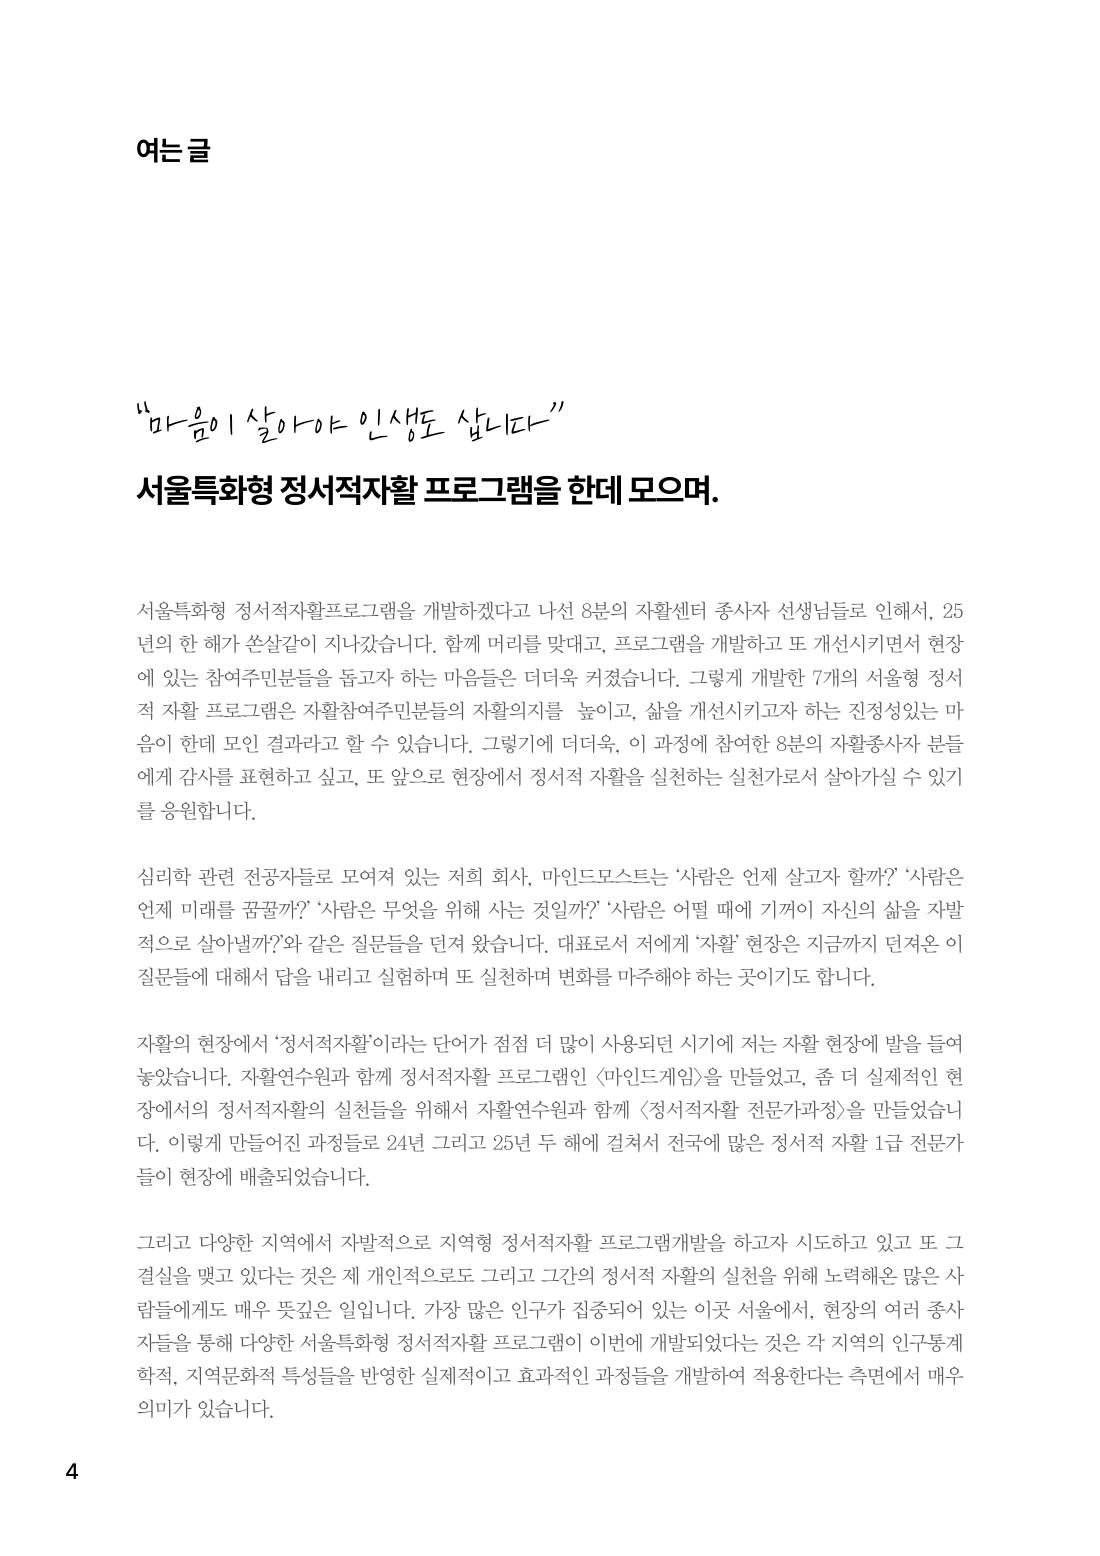 여는 글
“마음이 살아야 인생도 삽니다”
서울특화형 정서적자활 프로그램을 한데 모으며.
서울특화형 정서적자활프로그램을 개발하겠다고 나선 8분의 자활센터 종사자 선생님들로 인해서, 25
년의 한 해가 쏜살같이 지나갔습니다. 함께 머리를 맞대고, 프로그램을 개발하고 또 개선시키면서 현장
에 있는 참여주민분들을 돕고자 하는 마음들은 더더욱 커졌습니다. 그렇게 개발한 7개의 서울형 정서
적 자활 프로그램은 자활참여주민분들의 자활의지를  높이고, 삶을 개선시키고자 하는 진정성있는 마
음이 한데 모인 결과라고 할 수 있습니다. 그렇기에 더더욱, 이 과정에 참여한 8분의 자활종사자 분들
에게 감사를 표현하고 싶고, 또 앞으로 현장에서 정서적 자활을 실천하는 실천가로서 살아가실 수 있기
를 응원합니다.
심리학 관련 전공자들로 모여져 있는 저희 회사, 마인드모스트는 ‘사람은 언제 살고자 할까?’ ‘사람은
언제 미래를 꿈꿀까?’ ‘사람은 무엇을 위해 사는 것일까?’ ‘사람은 어떨 때에 기꺼이 자신의 삶을 자발
적으로 살아낼까?’와 같은 질문들을 던져 왔습니다. 대표로서 저에게 ‘자활’ 현장은 지금까지 던져온 이
질문들에 대해서 답을 내리고 실험하며 또 실천하며 변화를 마주해야 하는 곳이기도 합니다.
자활의 현장에서 ‘정서적자활’이라는 단어가 점점 더 많이 사용되던 시기에 저는 자활 현장에 발을 들여
놓았습니다. 자활연수원과 함께 정서적자활 프로그램인 〈마인드게임〉을 만들었고, 좀 더 실제적인 현
장에서의 정서적자활의 실천들을 위해서 자활연수원과 함께 〈정서적자활 전문가과정〉을 만들었습니
다. 이렇게 만들어진 과정들로 24년 그리고 25년 두 해에 걸쳐서 전국에 많은 정서적 자활 1급 전문가
들이 현장에 배출되었습니다.
그리고 다양한 지역에서 자발적으로 지역형 정서적자활 프로그램개발을 하고자 시도하고 있고 또 그
결실을 맺고 있다는 것은 제 개인적으로도 그리고 그간의 정서적 자활의 실천을 위해 노력해온 많은 사
람들에게도 매우 뜻깊은 일입니다. 가장 많은 인구가 집중되어 있는 이곳 서울에서, 현장의 여러 종사
자들을 통해 다양한 서울특화형 정서적자활 프로그램이 이번에 개발되었다는 것은 각 지역의 인구통계
학적, 지역문화적 특성들을 반영한 실제적이고 효과적인 과정들을 개발하여 적용한다는 측면에서 매우
의미가 있습니다.
4